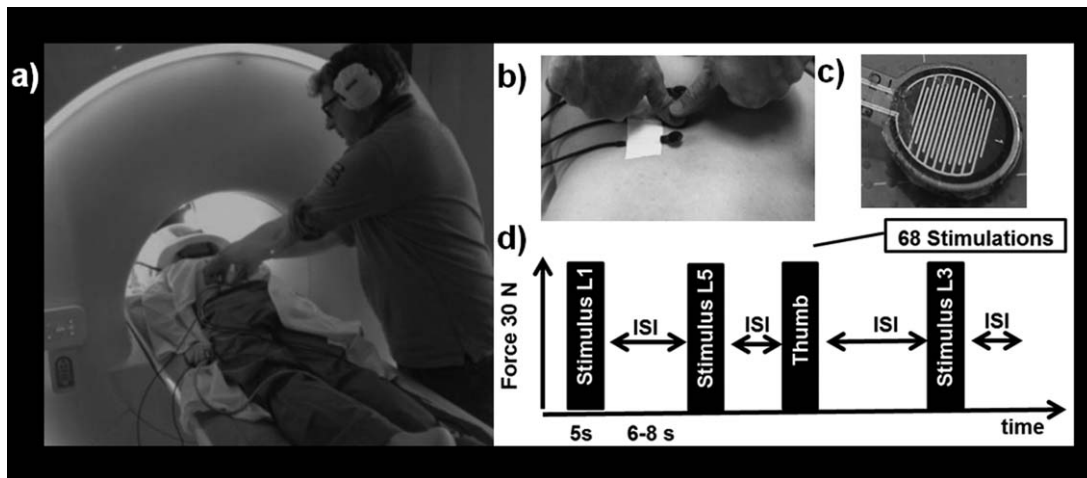 a)
b)
c)
d)
68 Stimulations
Force 30 N
Stimulus L1
ISI
Stimulus L5
ISI
Thumb
ISI
Stimulus L3
ISI
5s
6-8 s
time